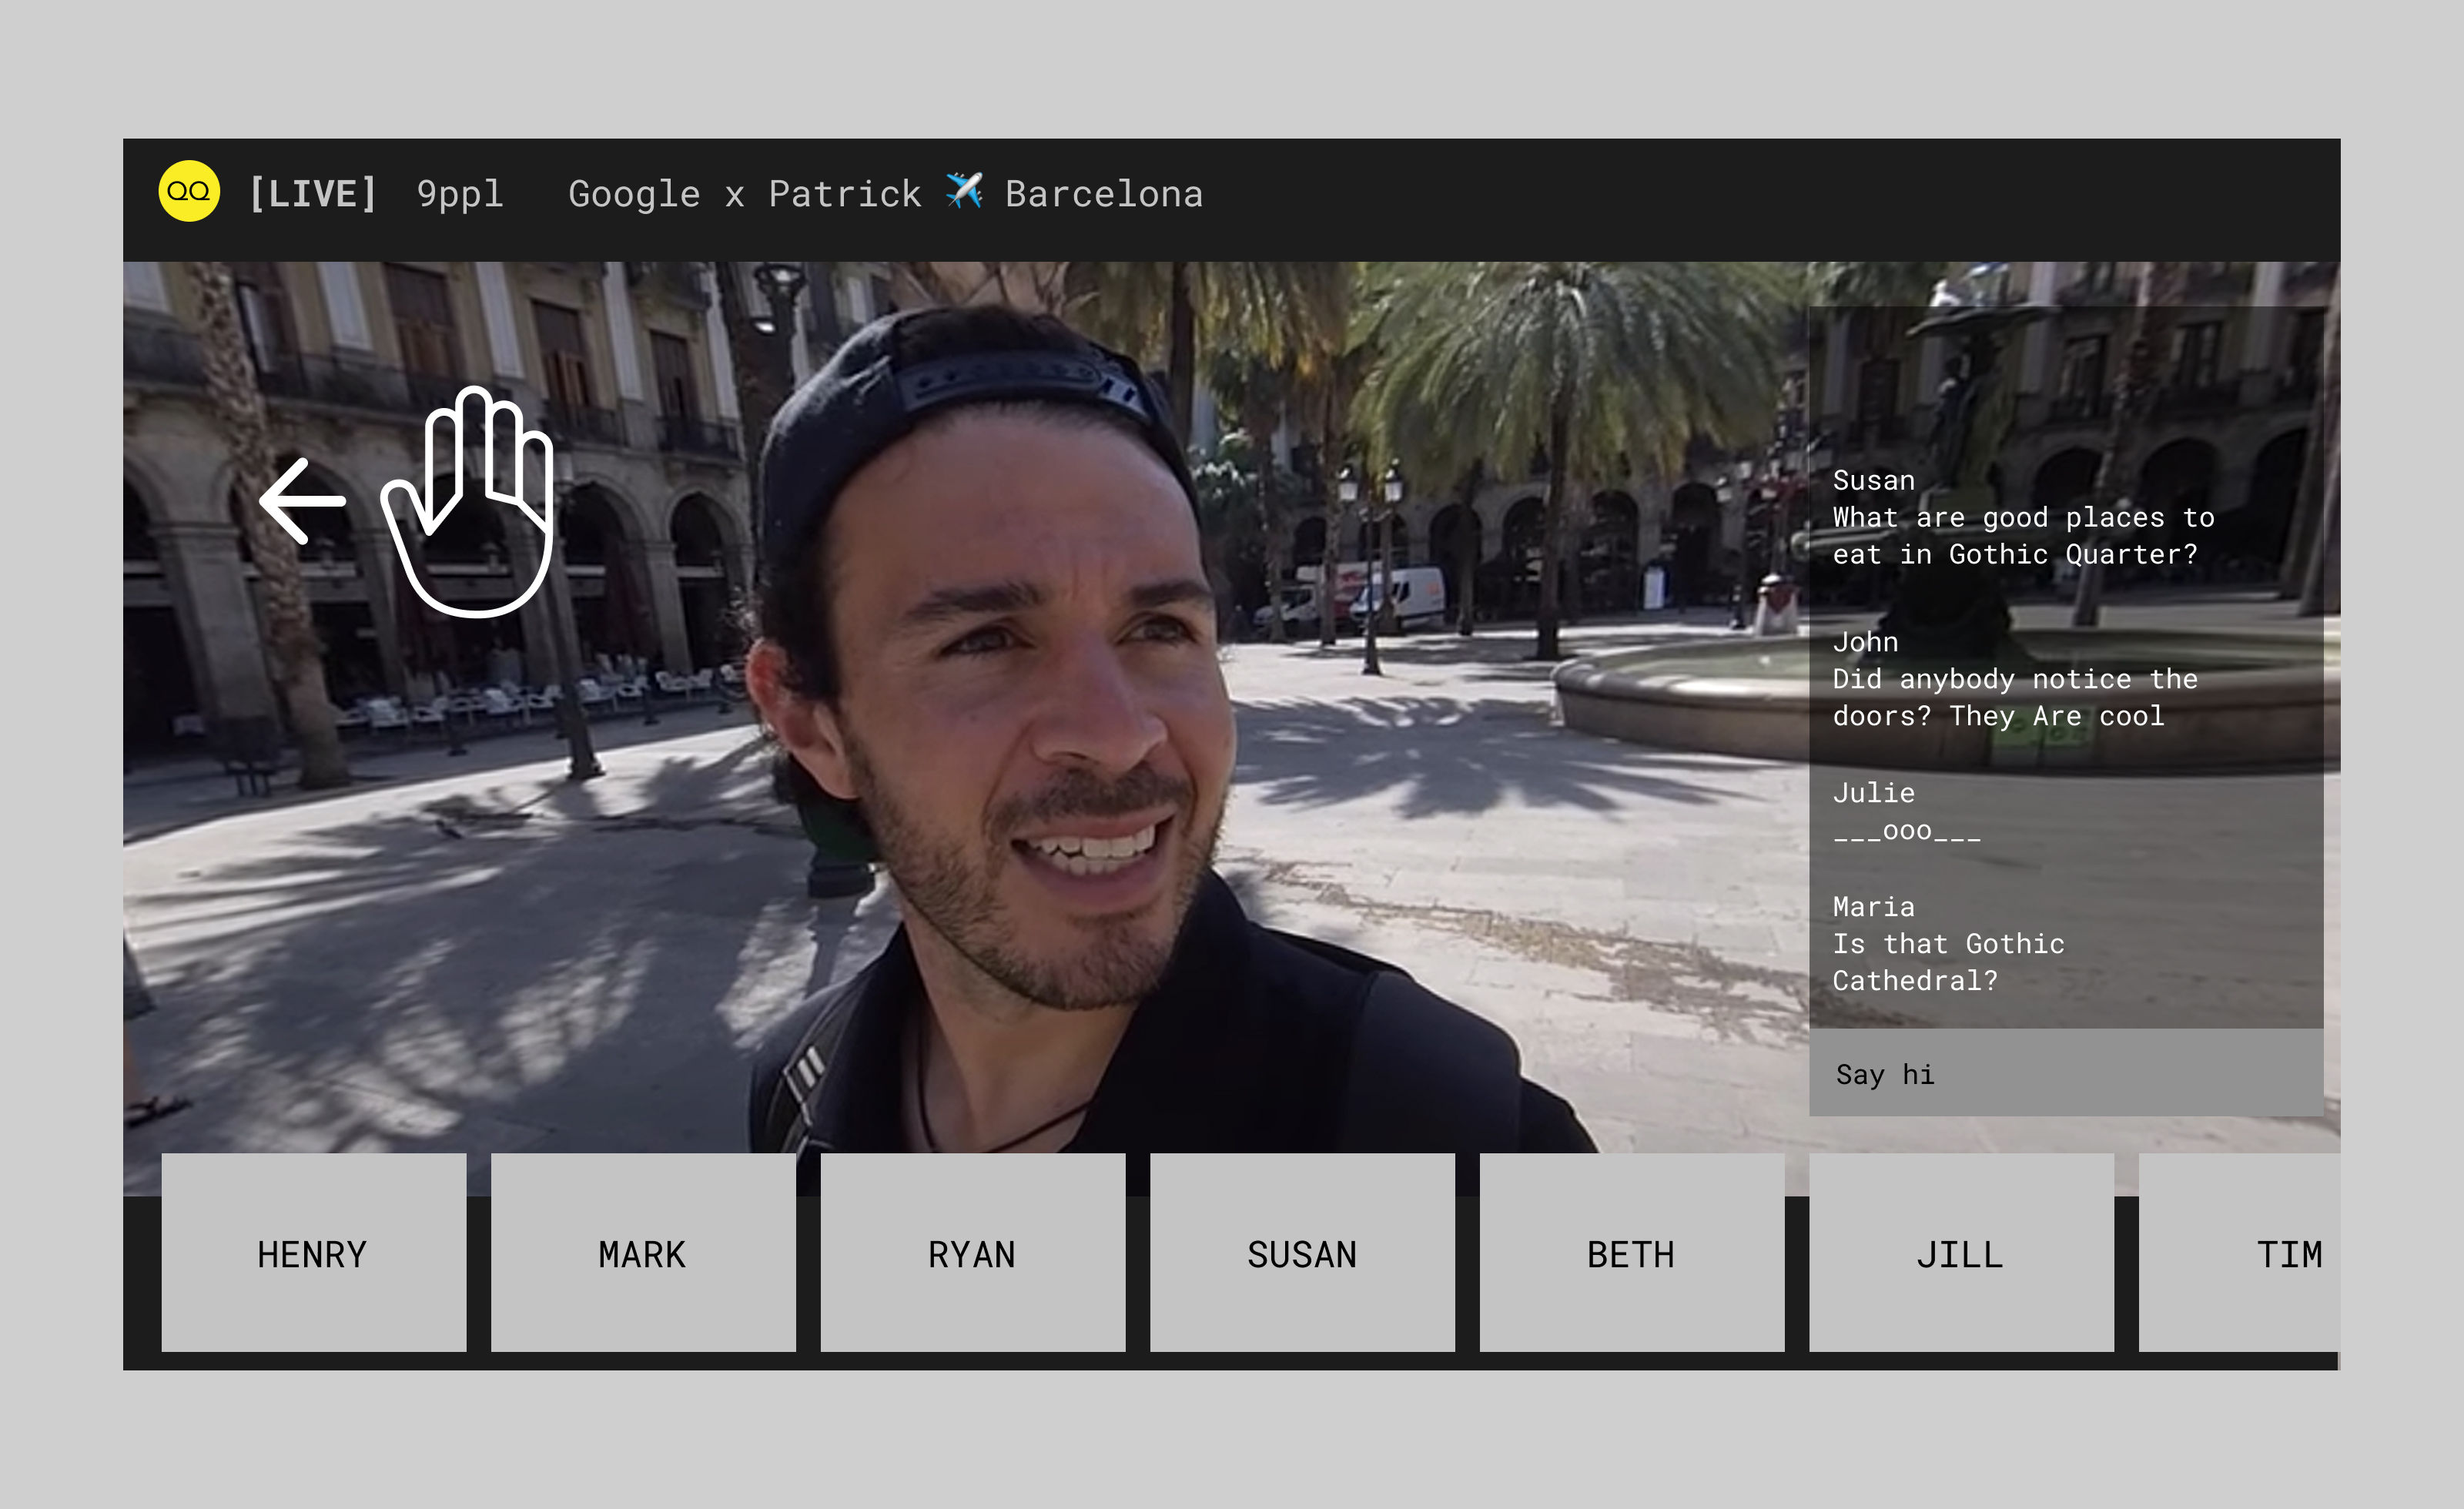 QQ [LIVE] 9ppl Google x Patrick ✈️ Barcelona
Susan
What are good places to
eat in Gothic Quarter?
John
Did anybody notice the
doors? They Are cool
Julie
___ooo___
Maria
Is that Gothic
Cathedral?
Say hi
HENRY
MARK
RYAN
SUSAN
BETH
JILL
TIM